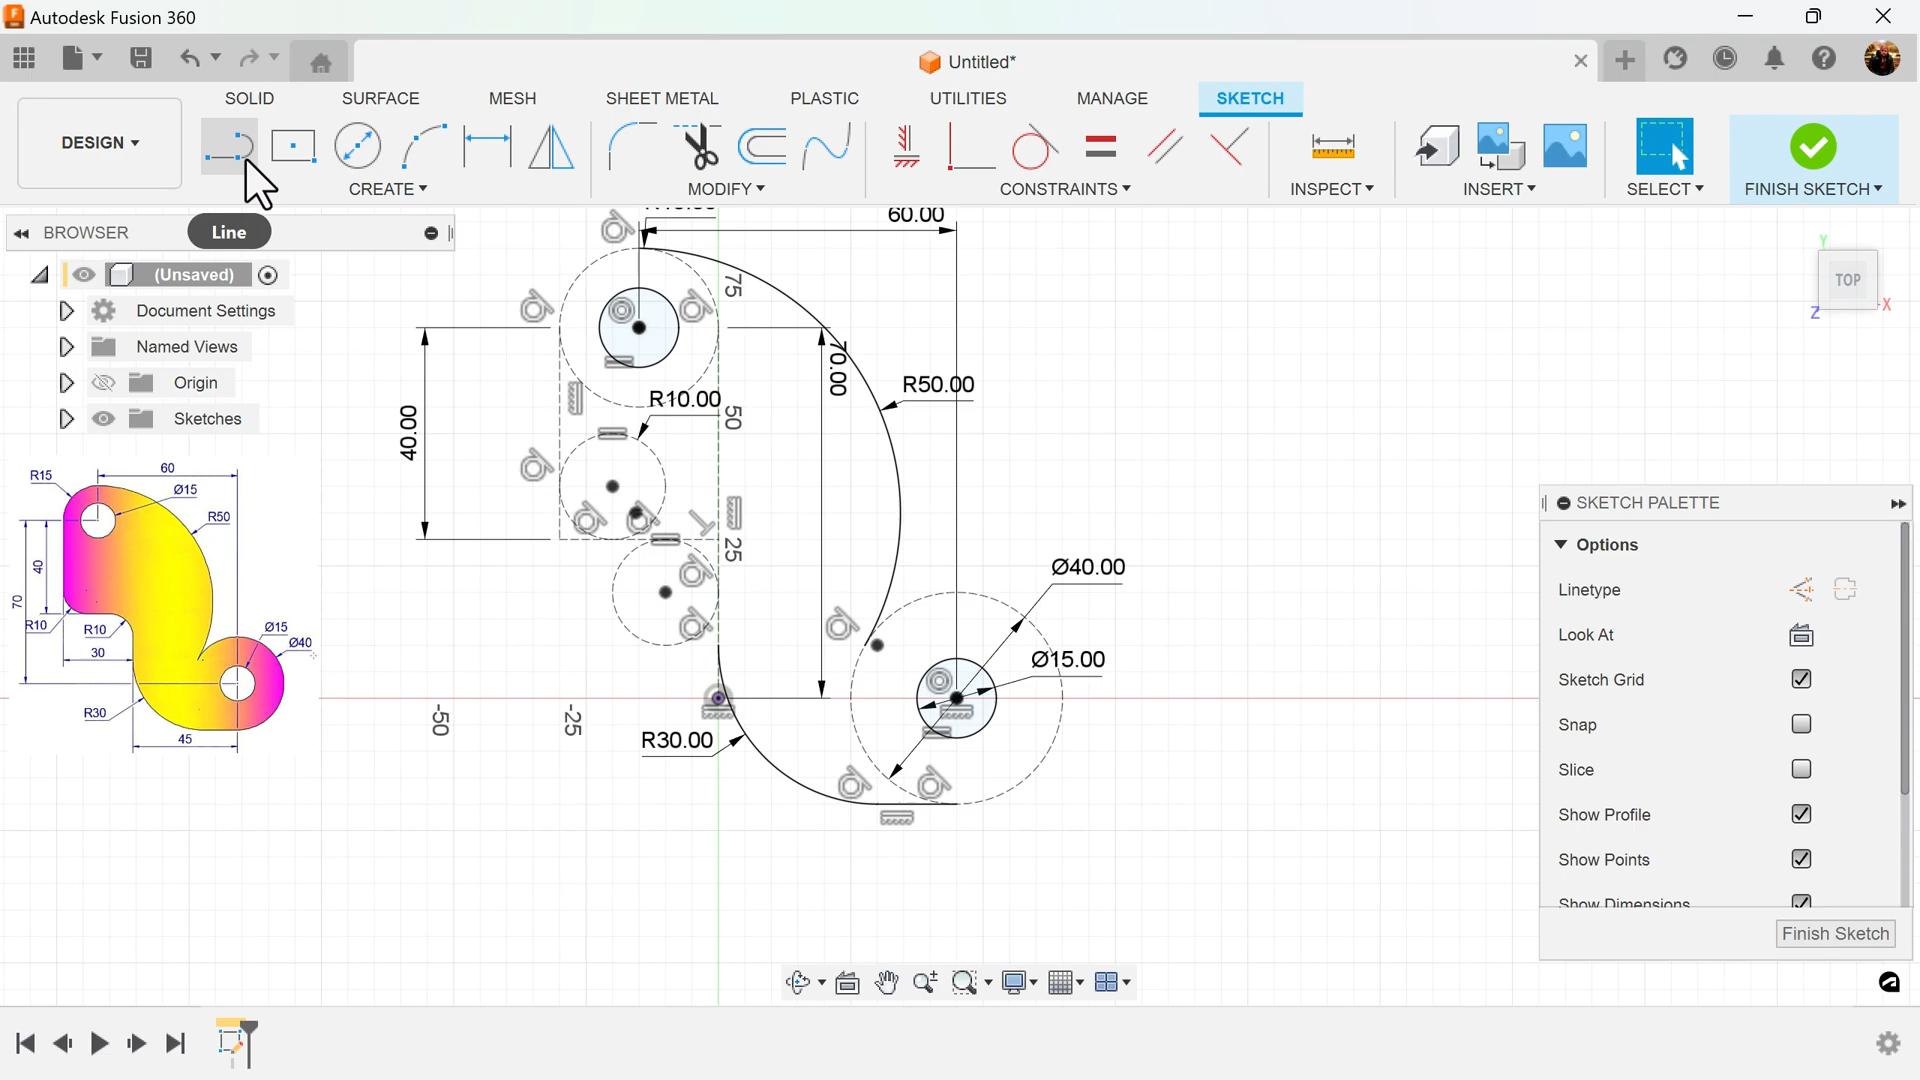 Autodesk Fusion 360
Untitled*
DESIGN
SOLID
SURFACE
MESH
SHEET METAL
PLASTIC
UTILITIES
MANAGE
SKETCH
CREATE
MODIFY
CONSTRAINTS
INSPECT
INSERT
SELECT
FINISH SKETCH
BROWSER
Line
(Unsaved)
Document Settings
Named Views
Origin
Sketches
60.00
75
R10.00
50
70.00
R50.00
40.00
25
Ø40.00
Ø15.00
-50
-25
R30.00
60
R15
Ø15
R50
40
70
R10
R10
30
Ø15
Ø40
R30
45
Y
TOP
X
Z
SKETCH PALETTE
Options
Linetype
Look At
Sketch Grid
Snap
Slice
Show Profile
Show Points
Show Dimensions
Finish Sketch